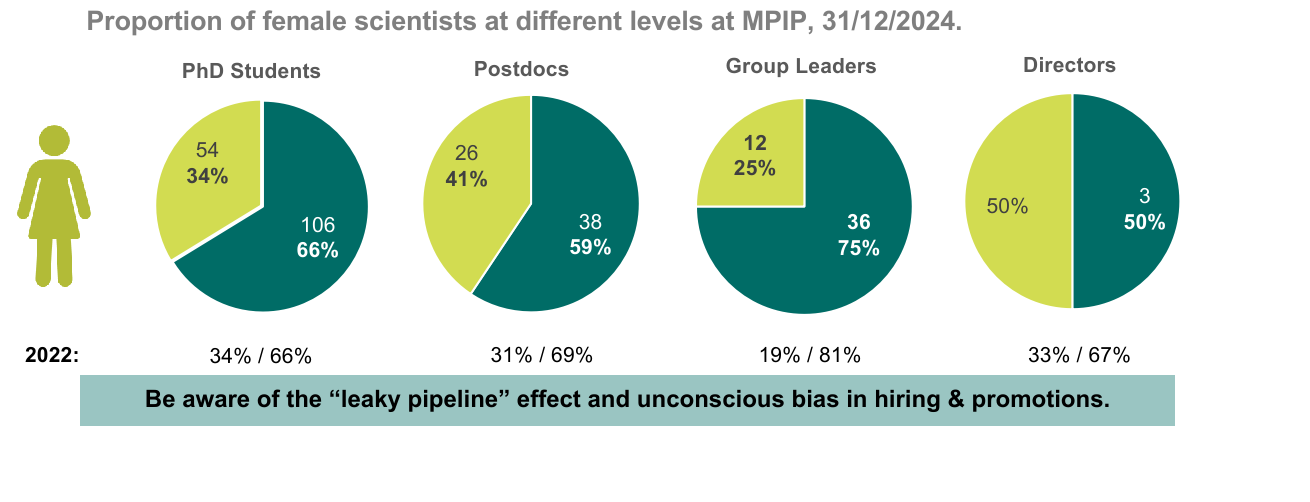 Proportion of female scientists at different levels at MPIP, 31/12/2024.
PhD Students
Postdocs
Group Leaders
Directors
54
34%
106
66%
26
41%
38
59%
12
25%
36
75%
50%
3
50%
2022:
34% / 66%
31% / 69%
19% / 81%
33% / 67%
Be aware of the “leaky pipeline” effect and unconscious bias in hiring & promotions.